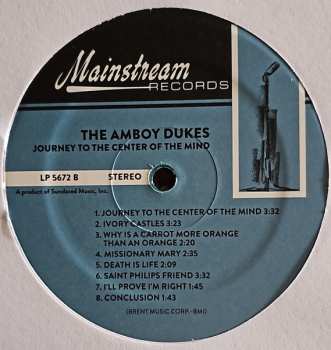 Mainstream
RECORDS
THE AMBOY DUKES
JOURNEY TO THE CENTER OF THE MIND
LP 5672 B STEREO
A product of Sundazed Music, Inc.
1. JOURNEY TO THE CENTER OF THE MIND 3:32
2. IVORY CASTLES 3:23
3. WHY IS A CARROT MORE ORANGE
THAN AN ORANGE 2:20
4. MISSIONARY MARY 2:35
5. DEATH IS LIFE 2:09
6. SAINT PHILIPS FRIEND 3:32
7. I'LL PROVE I'M RIGHT 1:45
8. CONCLUSION 1:43
(BRENT MUSIC CORP.-BMI)